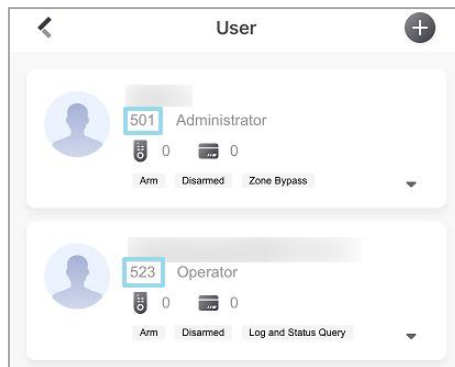 User
501 Administrator
0 0
Arm Disarmed Zone Bypass
523 Operator
0 0
Arm Disarmed Log and Status Query